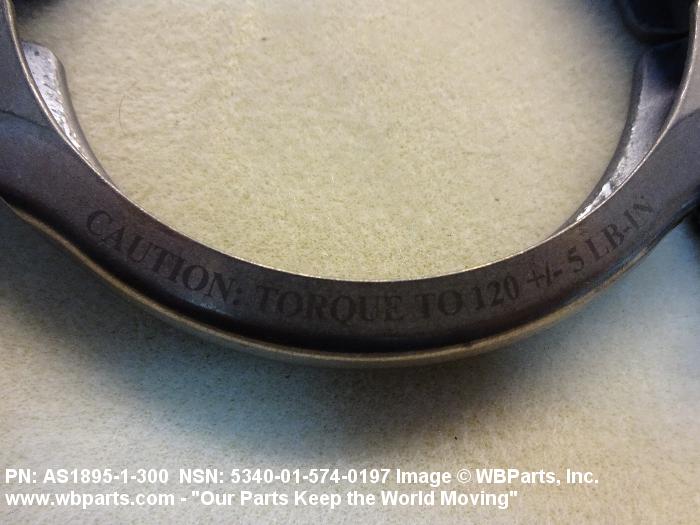 CAUTION: TORQUE TO 120 +/- 5 LB-IN
PN: AS1895-1-300 NSN: 5340-01-574-0197 Image © WBParts, Inc.
www.wbparts.com - "Our Parts Keep the World Moving"